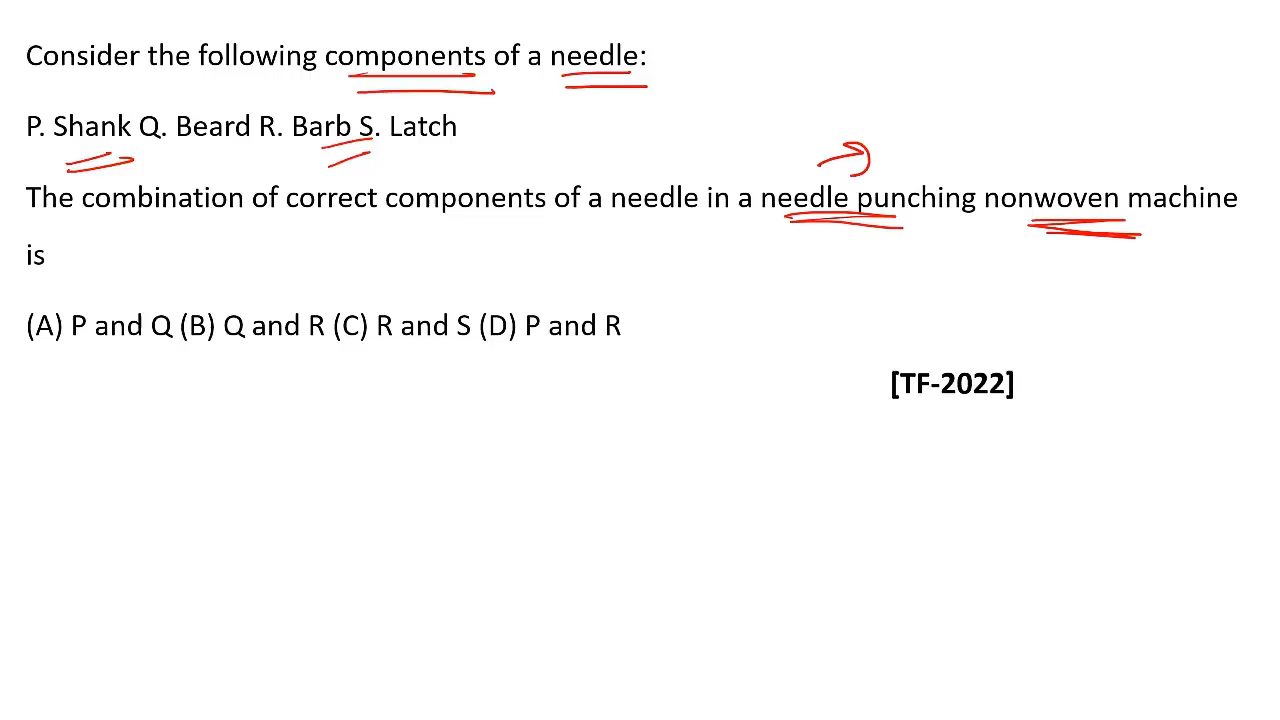 Consider the following components of a needle:
P. Shank Q. Beard R. Barb S. Latch
The combination of correct components of a needle in a needle punching nonwoven machine
is
(A) P and Q (B) Q and R (C) R and S (D) P and R
[TF-2022]